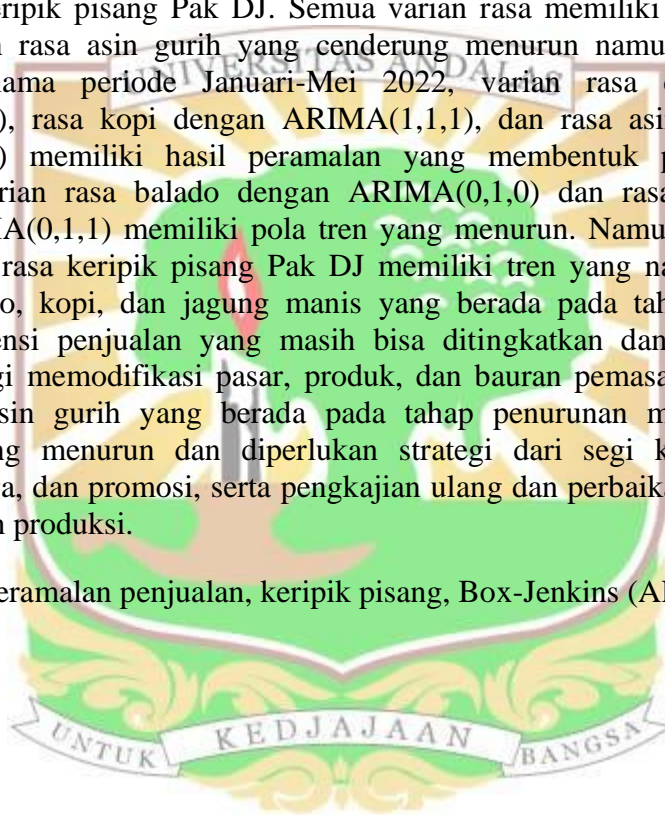 eripik pisang Pak DJ. Semua varian rasa memiliki
rasa asin gurih yang cenderung menurun namu
UNIVERSITAS ANDALAS
ama periode Januari-Mei 2022, varian rasa
), rasa kopi dengan ARIMA(1,1,1), dan rasa asi
) memiliki hasil peramalan yang membentuk p
rian rasa balado dengan ARIMA(0,1,0) dan rasa
MA(0,1,1) memiliki pola tren yang menurun. Namu
rasa keripik pisang Pak DJ memiliki tren yang na
o, kopi, dan jagung manis yang berada pada tah
ensi penjualan yang masih bisa ditingkatkan dan
gi memodifikasi pasar, produk, dan bauran pemasa
sin gurih yang berada pada tahap penurunan m
ng menurun dan diperlukan strategi dari segi k
a, dan promosi, serta pengkajian ulang dan perbaika
n produksi.
eramalan penjualan, keripik pisang, Box-Jenkins (A
UNTUK KEDJAJAAN BANGSA